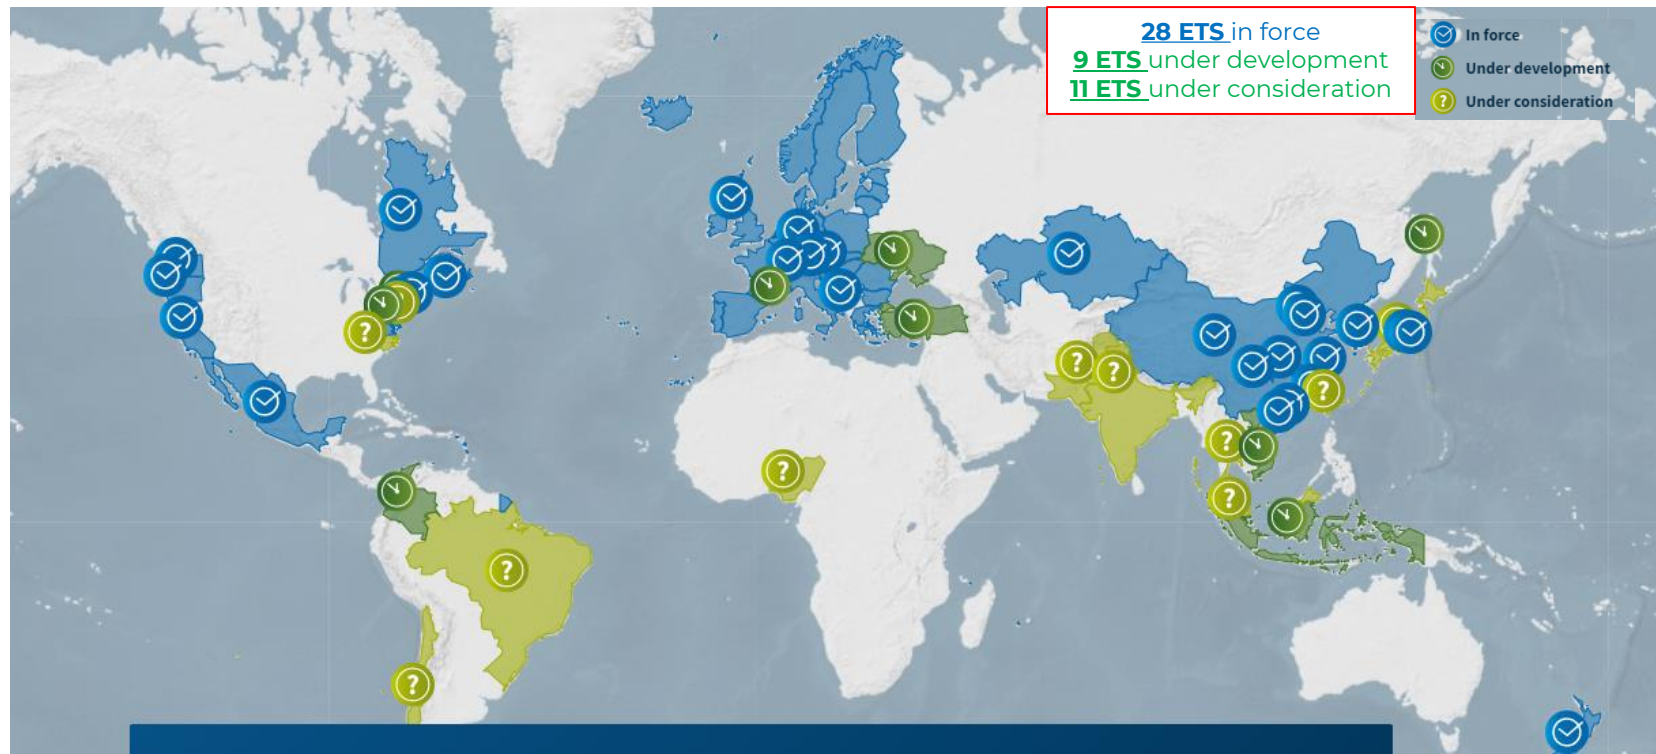 28 ETS in force
9 ETS under development
11 ETS under consideration
In force
Under development
Under consideration